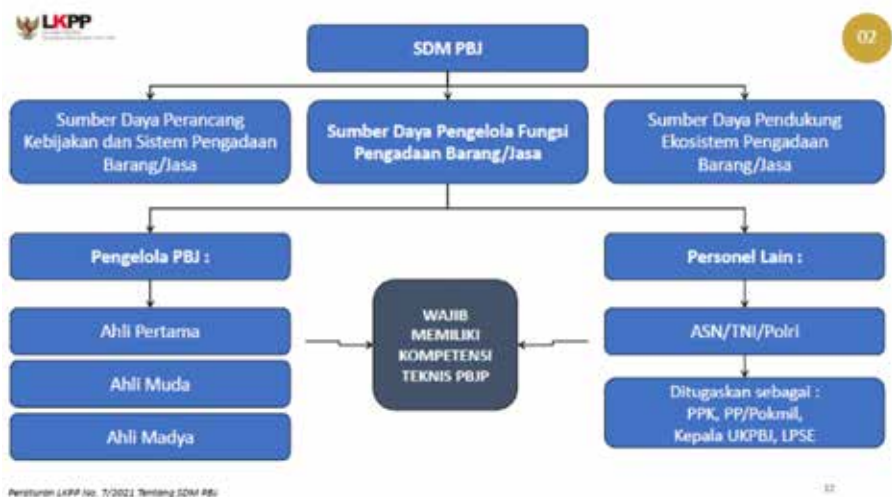 LKPP
02
SDM PBJ
Sumber Daya Perancang
Kebijakan dan Sistem Pengadaan
Barang/Jasa
Sumber Daya Pengelola Fungsi
Pengadaan Barang/Jasa
Sumber Daya Pendukung
Ekosistem Pengadaan
Barang/Jasa
Pengelola PBJ :
Personel Lain :
Ahli Pertama
Ahli Muda
Ahli Madya
WAJIB
MEMILIKI
KOMPETENSI
TEKNIS PBJP
ASN/TNI/Polri
Ditugaskan sebagai :
PPK, PP/Pokmil,
Kepala UKPBJ, LPSE
Peraturan LKPP No. 7/2021 Tentang SDM PBJ